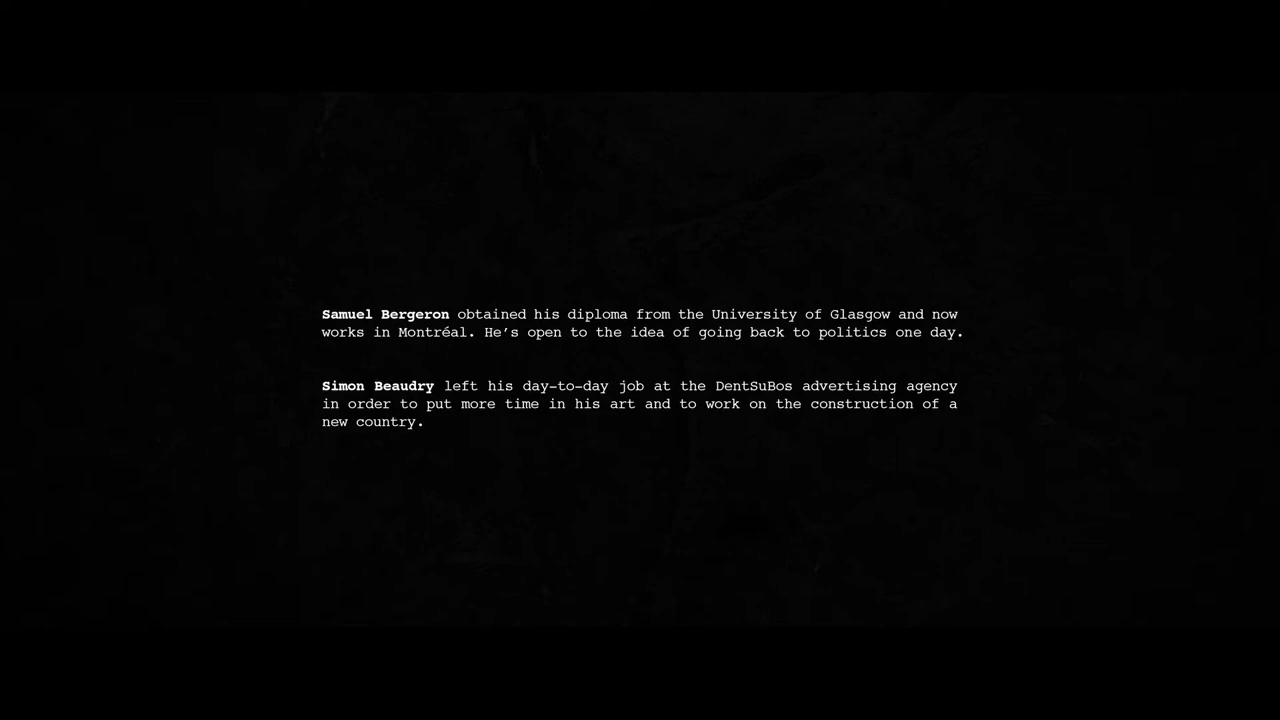 Samuel Bergeron obtained his diploma from the University of Glasgow and now
works in Montréal. He's open to the idea of going back to politics one day.
Simon Beaudry left his day-to-day job at the DentSuBos advertising agency
in order to put more time in his art and to work on the construction of a
new country.